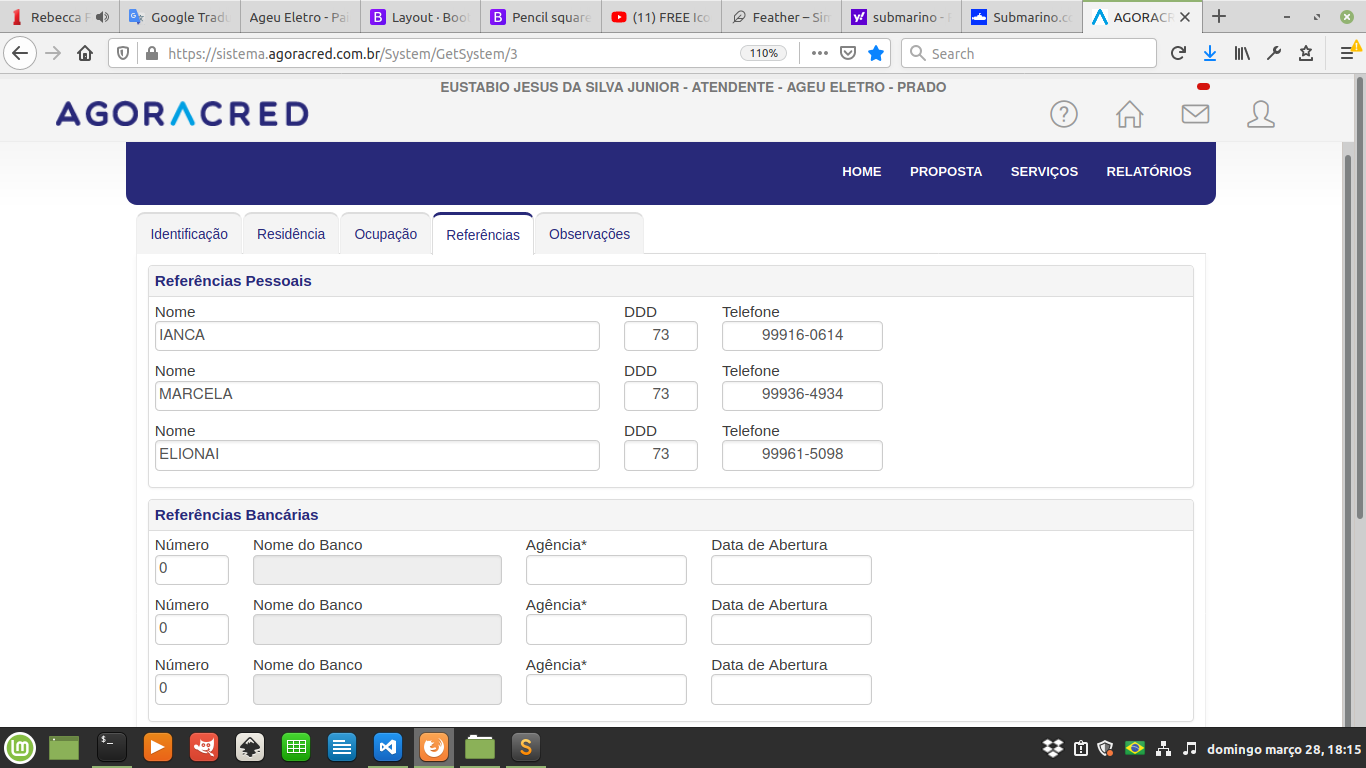 Rebecca F
Google Tradu
Ageu Eletro - Pai
Layout · Boo
Pencil square
(11) FREE Ico
Feather – Sim
submarino - P
Submarino.co
AGORACR
https://sistema.agoracred.com.br/System/GetSystem/3
110%
Search
EUSTABIO JESUS DA SILVA JUNIOR - ATENDENTE - AGEU ELETRO - PRADO
AGORACRED
HOME PROPOSTA SERVIÇOS RELATÓRIOS
Identificação Residência Ocupação Referências Observações
Referências Pessoais
Nome DDD Telefone
IANCA 73 99916-0614
Nome DDD Telefone
MARCELA 73 99936-4934
Nome DDD Telefone
ELIONAI 73 99961-5098
Referências Bancárias
Número Nome do Banco Agência* Data de Abertura
0
Número Nome do Banco Agência* Data de Abertura
0
Número Nome do Banco Agência* Data de Abertura
0
domingo março 28, 18:15